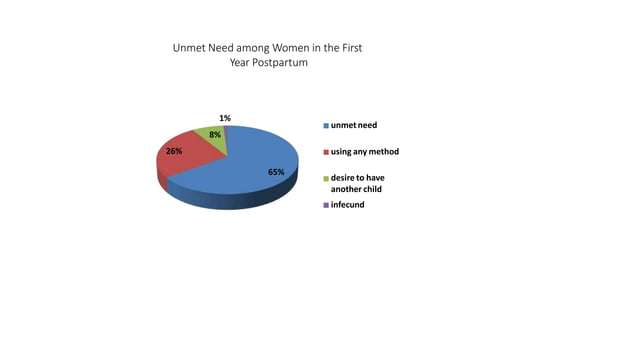 Unmet Need among Women in the First
Year Postpartum
1%
8%
26%
65%
unmet need
using any method
desire to have
another child
infecund